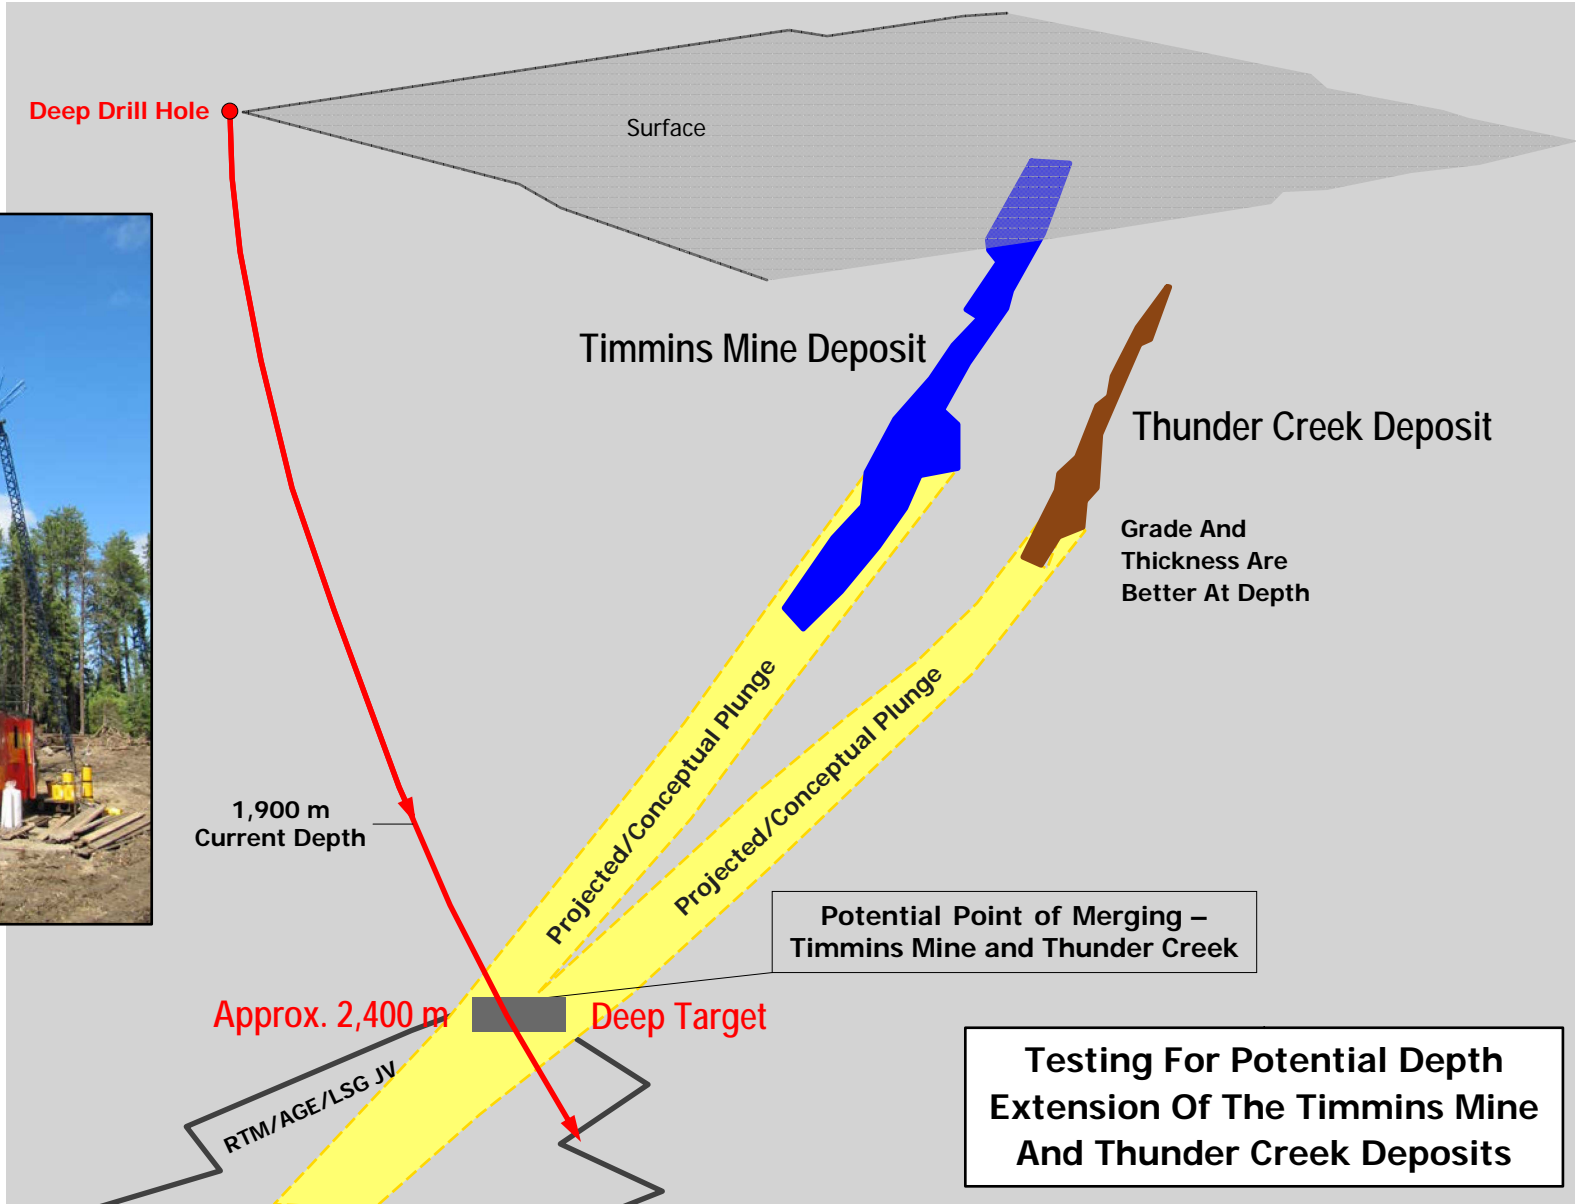 Deep Drill Hole
Surface
Timmins Mine Deposit
Thunder Creek Deposit
Grade And
Thickness Are
Better At Depth
Projected/Conceptual Plunge
Projected/Conceptual Plunge
1,900 m
Current Depth
Potential Point of Merging –
Timmins Mine and Thunder Creek
Approx. 2,400 m
Deep Target
RTM/AGE/LSG JV
Testing For Potential Depth
Extension Of The Timmins Mine
And Thunder Creek Deposits